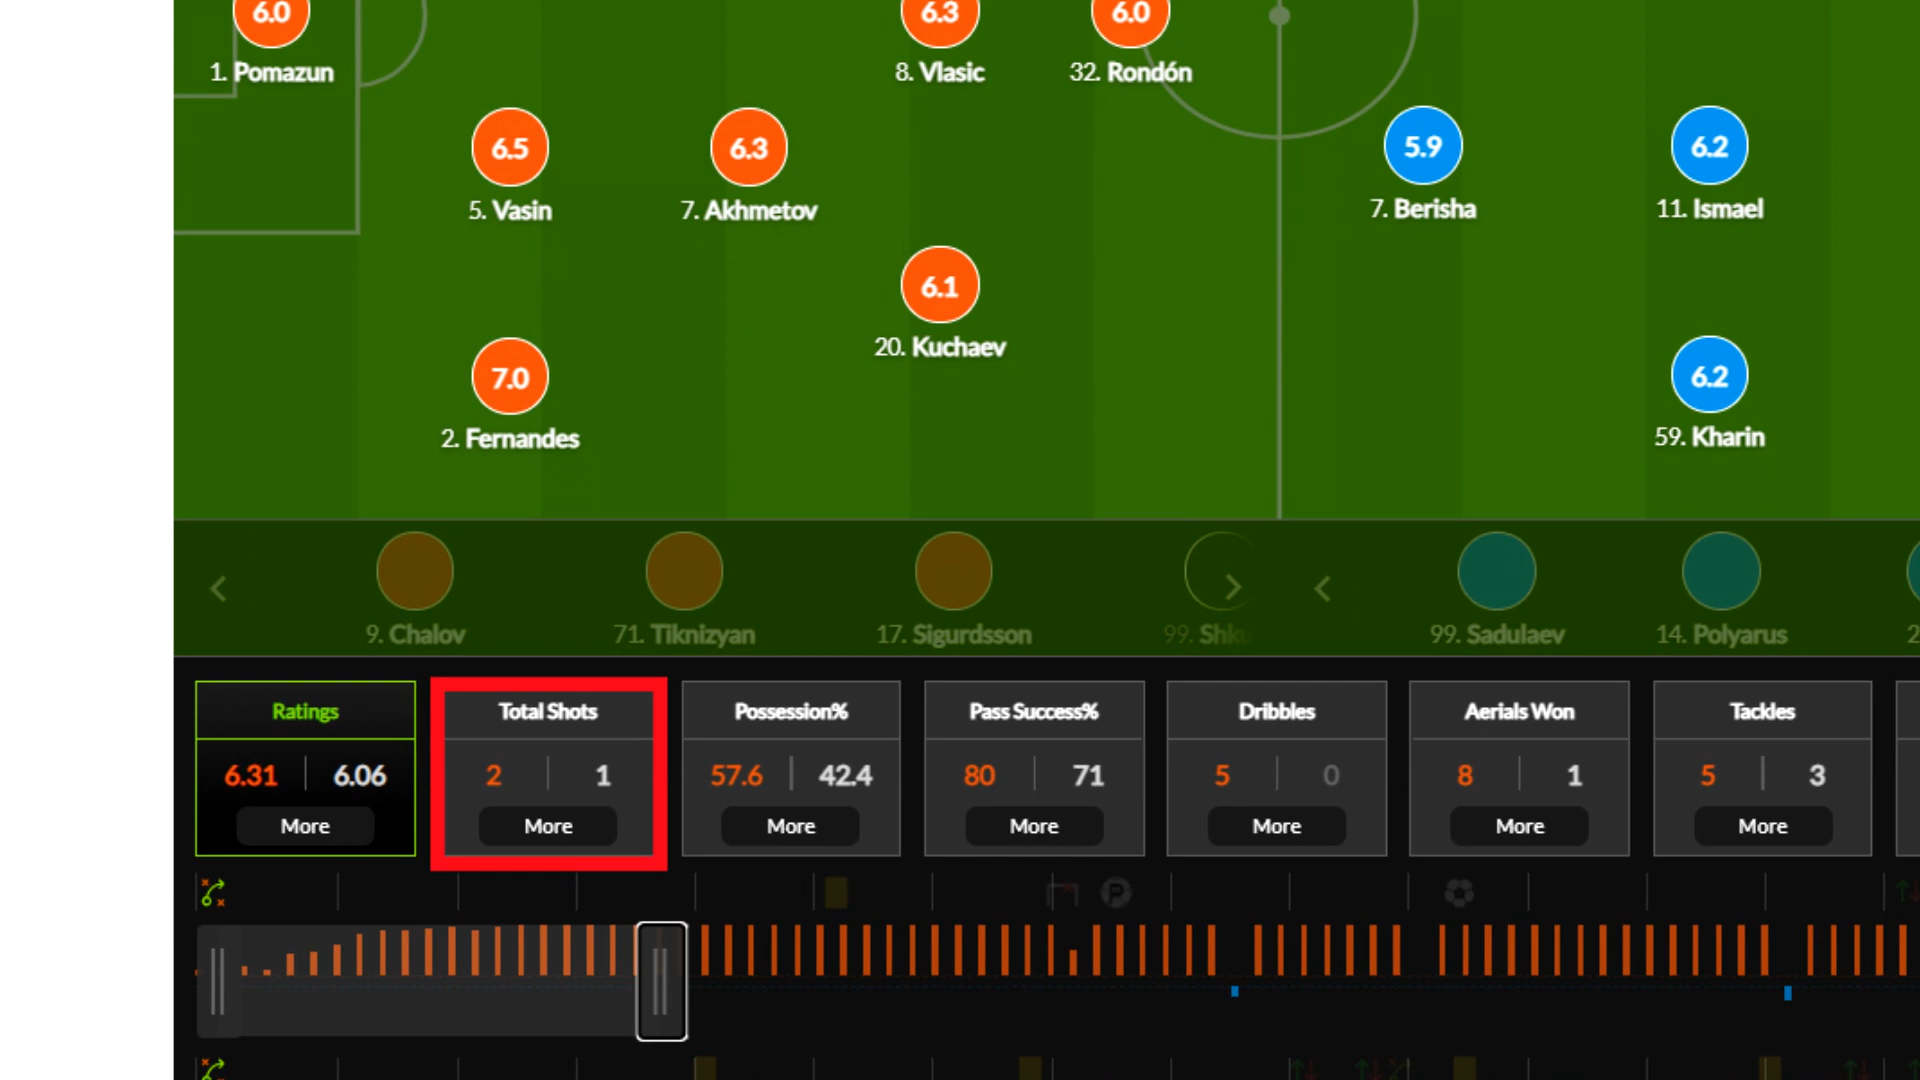 6.0
6.3
6.0
1. Pomazun
8. Vlasic
32. Rondón
6.5
6.3
5.9
6.2
5. Vasin
7. Akhmetov
7. Berisha
11. Ismael
6.1
20. Kuchaev
7.0
6.2
2. Fernandes
59. Kharin
9. Chalov
71. Tiknizyan
17. Sigurdsson
99. Shku
99. Sadulaev
14. Polyarus
2
Ratings
Total Shots
Possession%
Pass Success%
Dribbles
Aerials Won
Tackles
6.31 6.06
2 1
57.6 42.4
80 71
5 0
8 1
5 3
More
More
More
More
More
More
More
P